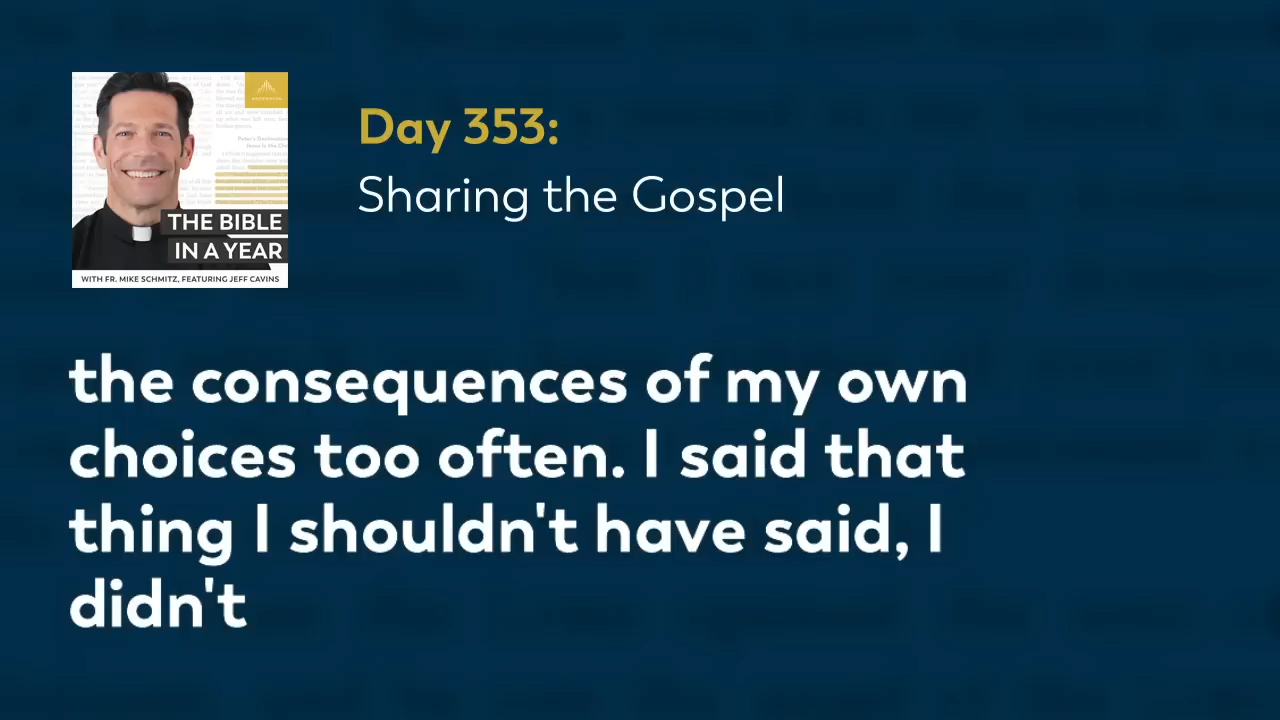 Day 353:
Sharing the Gospel
THE BIBLE
IN A YEAR
WITH FR. MIKE SCHMITZ, FEATURING JEFF CAVINS
the consequences of my own
choices too often. I said that
thing I shouldn't have said, I
didn't